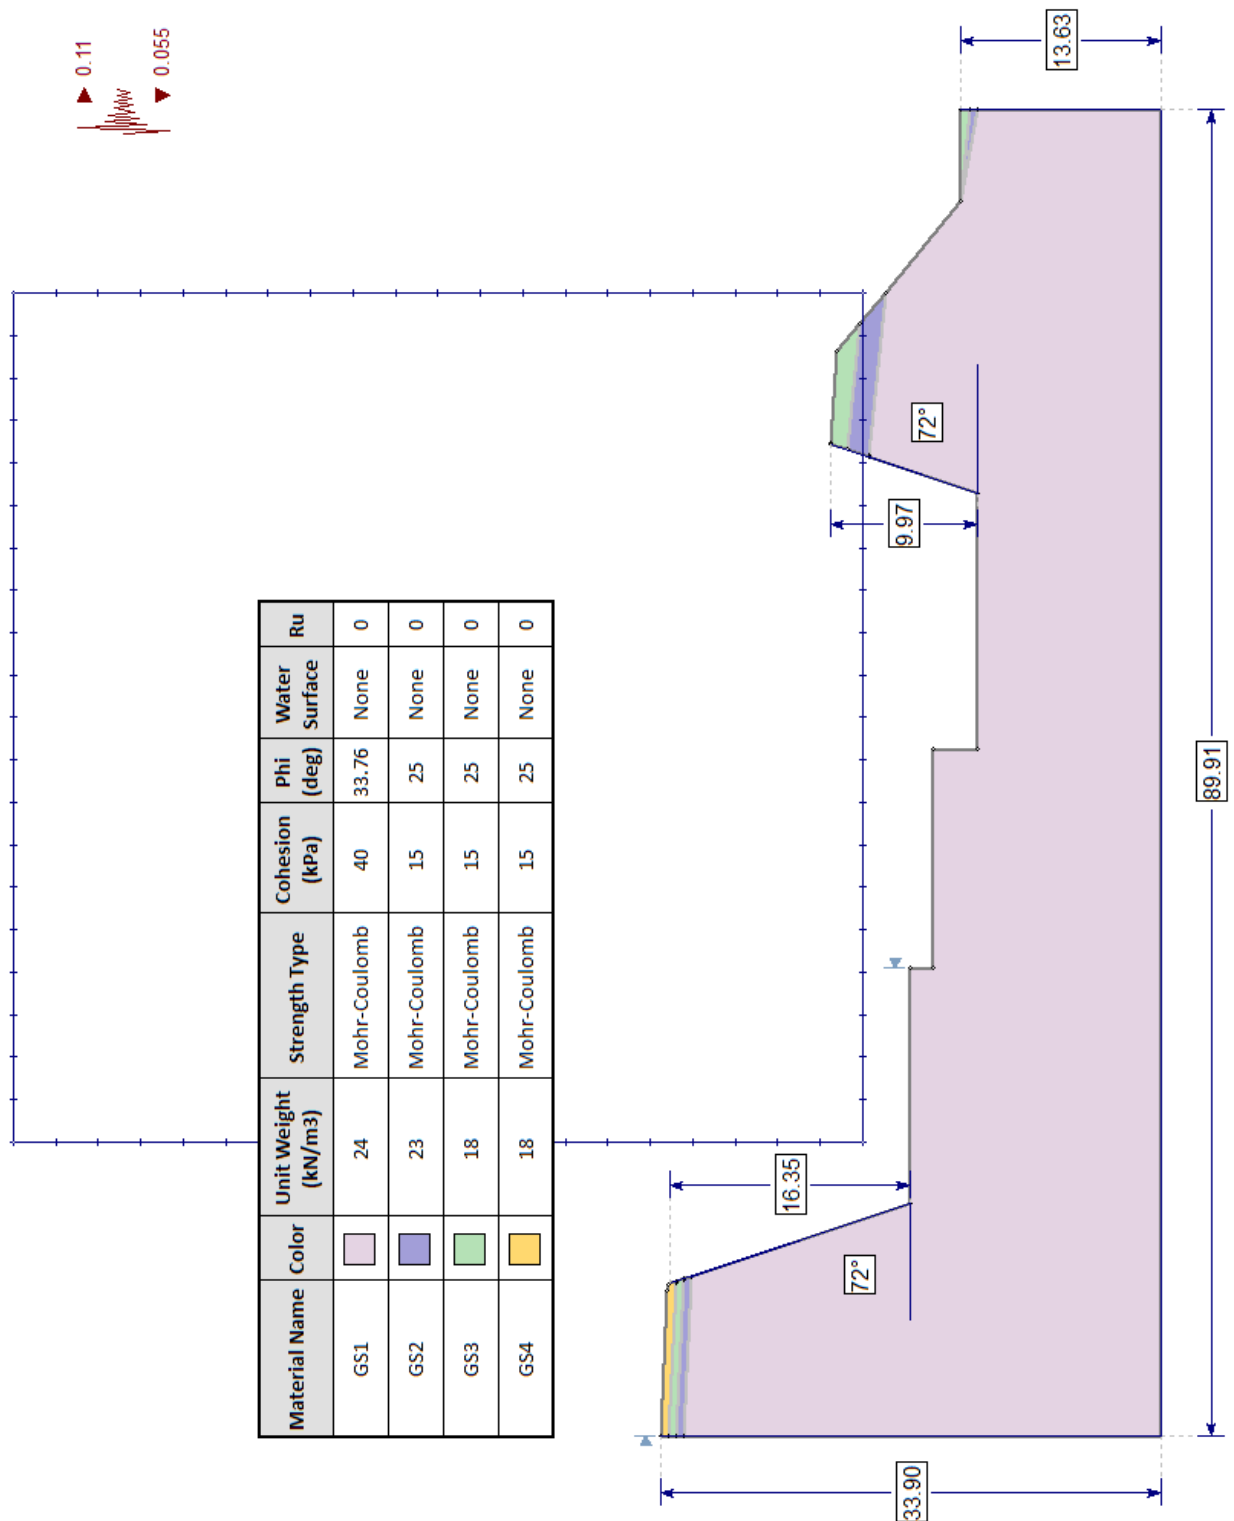 ▶ 0.11
▼ 0.055
Material Name Color Unit Weight (kN/m3) Strength Type Cohesion (kPa) Phi (deg) Water Surface Ru
GS1 24 Mohr-Coulomb 40 33.76 None 0
GS2 23 Mohr-Coulomb 15 25 None 0
GS3 18 Mohr-Coulomb 15 25 None 0
GS4 18 Mohr-Coulomb 15 25 None 0
33.90
16.35
72°
9.97
72°
13.63
89.91